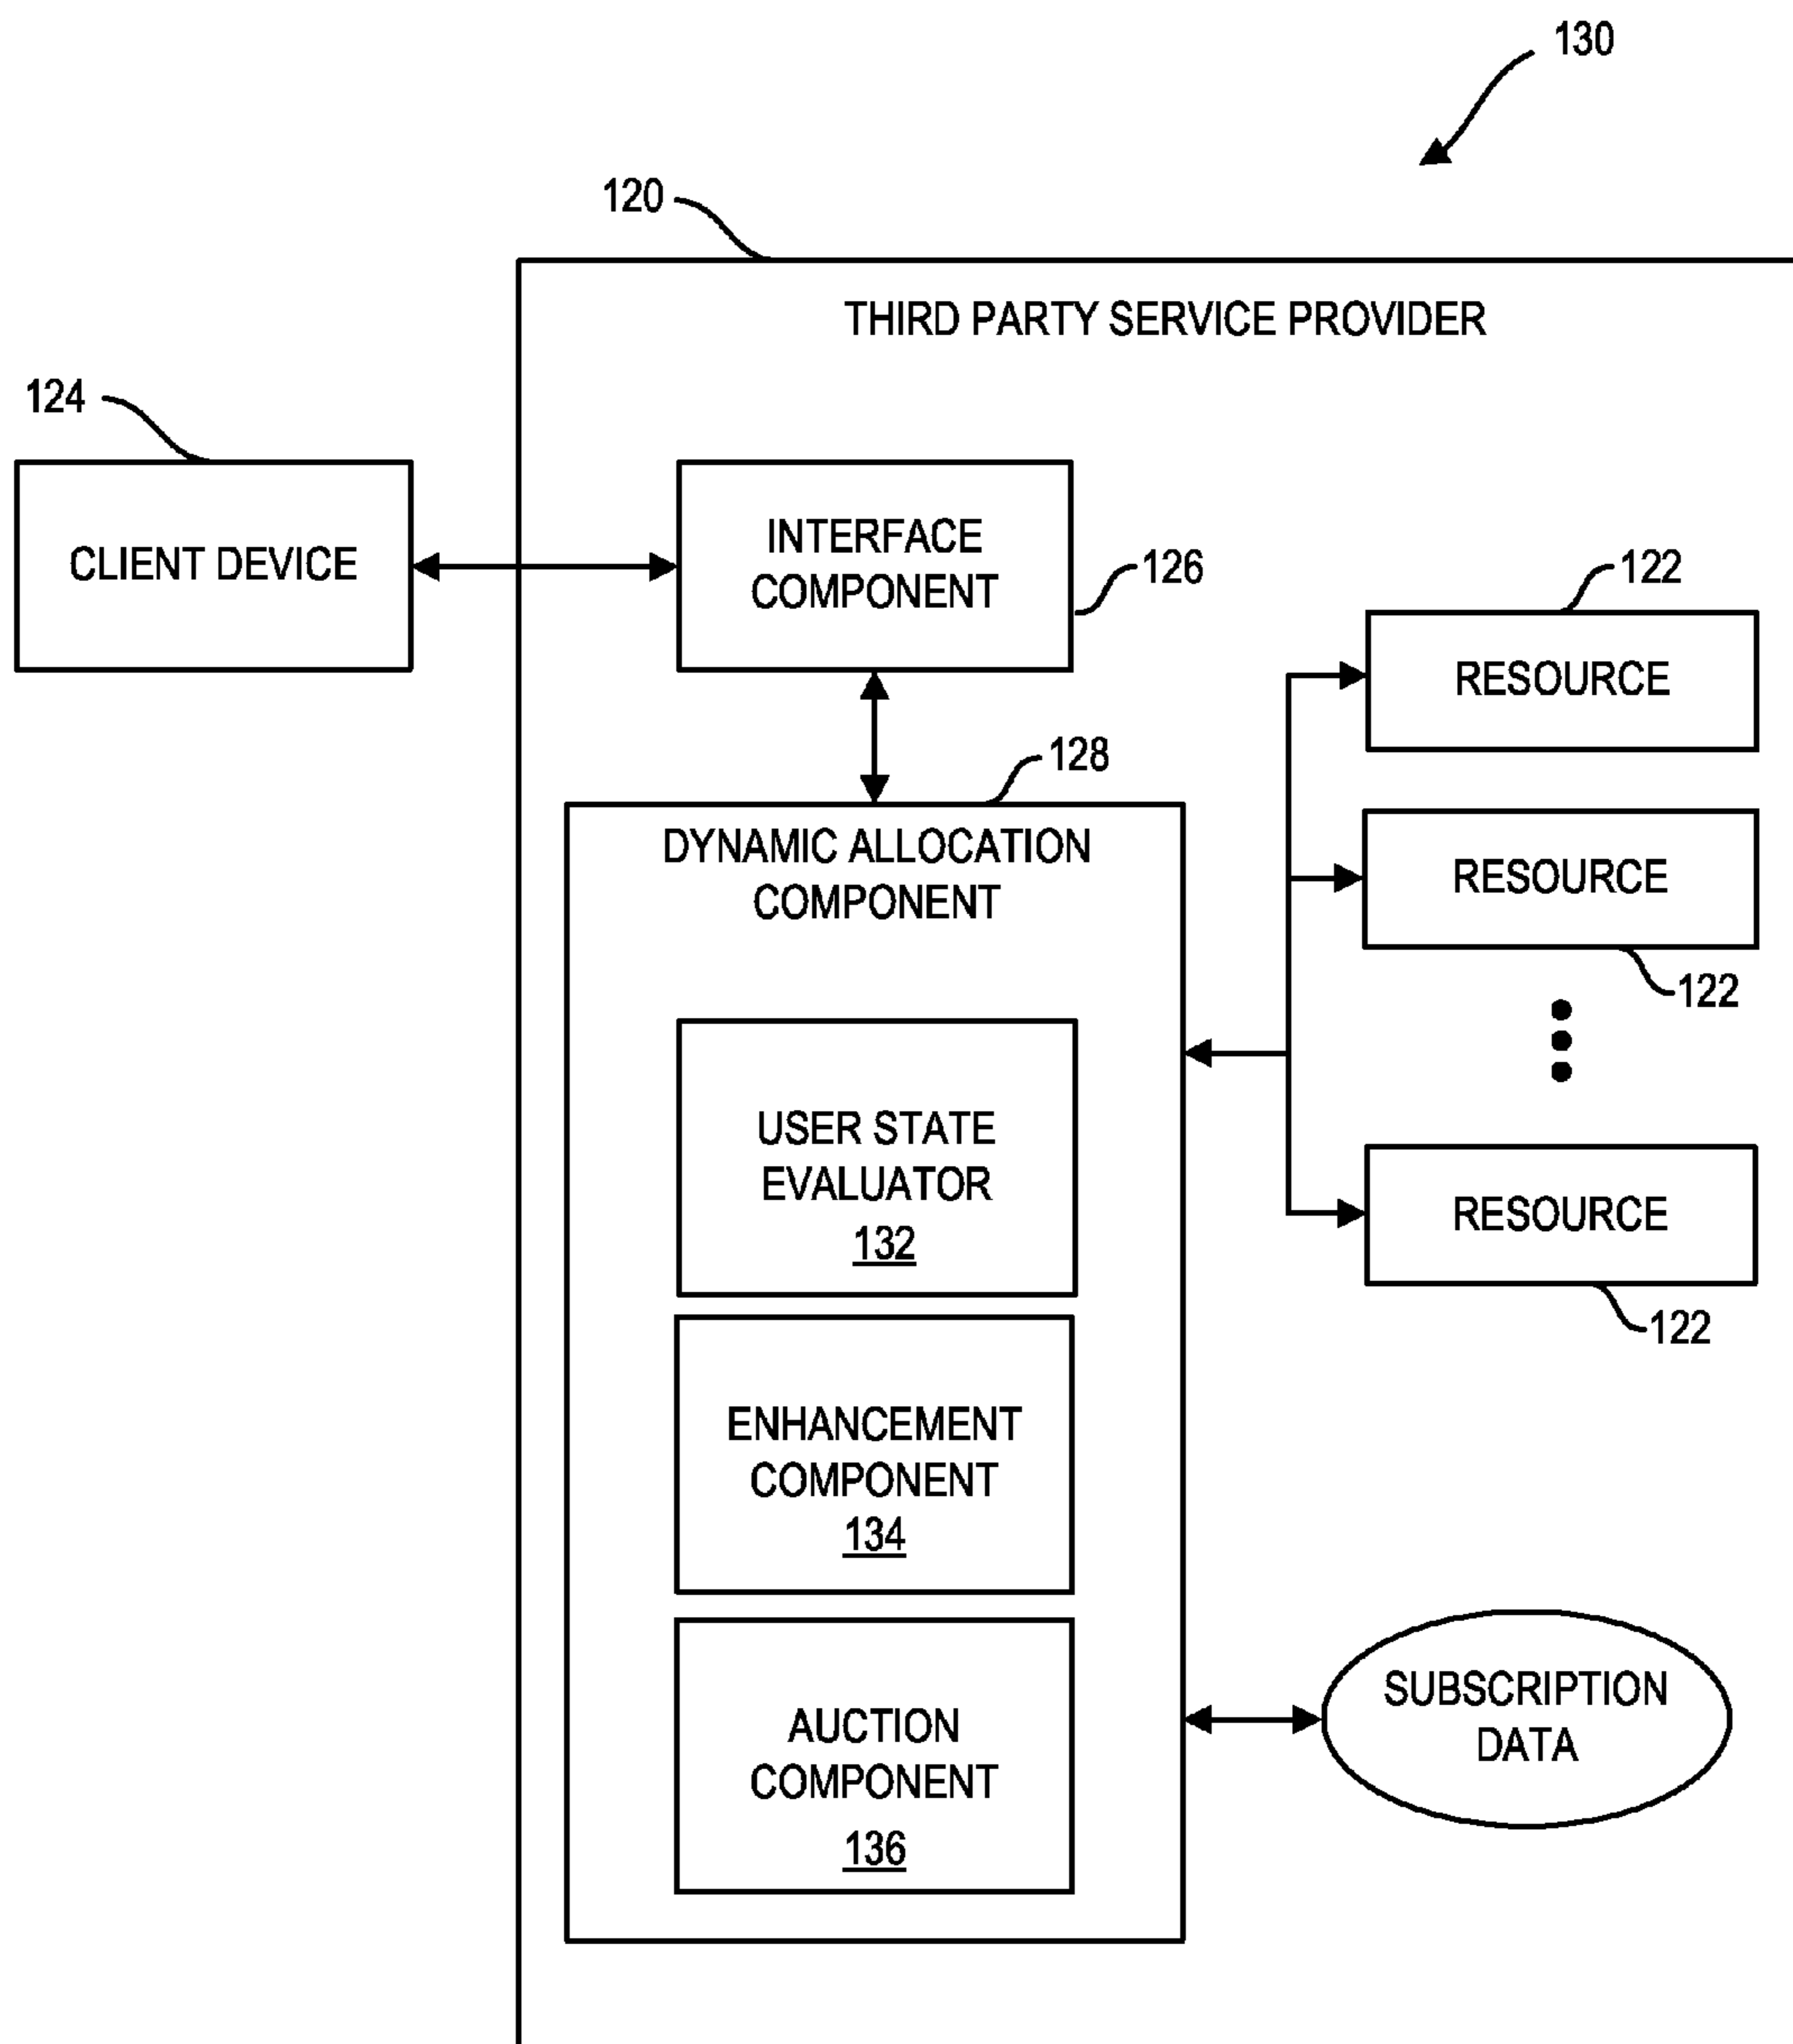 130
120
THIRD PARTY SERVICE PROVIDER
124
CLIENT DEVICE
INTERFACE
COMPONENT
126
122
RESOURCE
128
DYNAMIC ALLOCATION
COMPONENT
RESOURCE
122
USER STATE
EVALUATOR
132
RESOURCE
122
ENHANCEMENT
COMPONENT
134
AUCTION
COMPONENT
136
SUBSCRIPTION
DATA